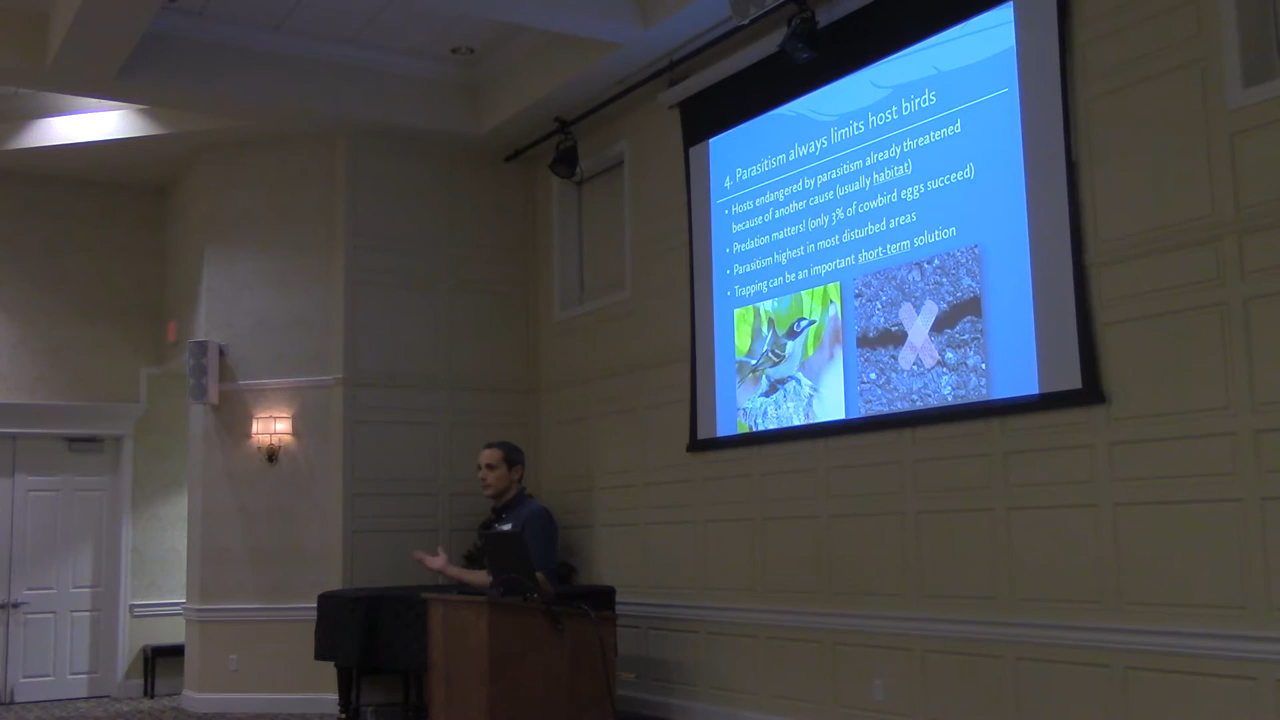 4. Parasitism always limits host birds
• Hosts endangered by parasitism already threatened
because of another cause (usually habitat)
• Predation matters! (only 3% of cowbird eggs succeed)
• Parasitism highest in most disturbed areas
• Trapping can be an important short-term solution